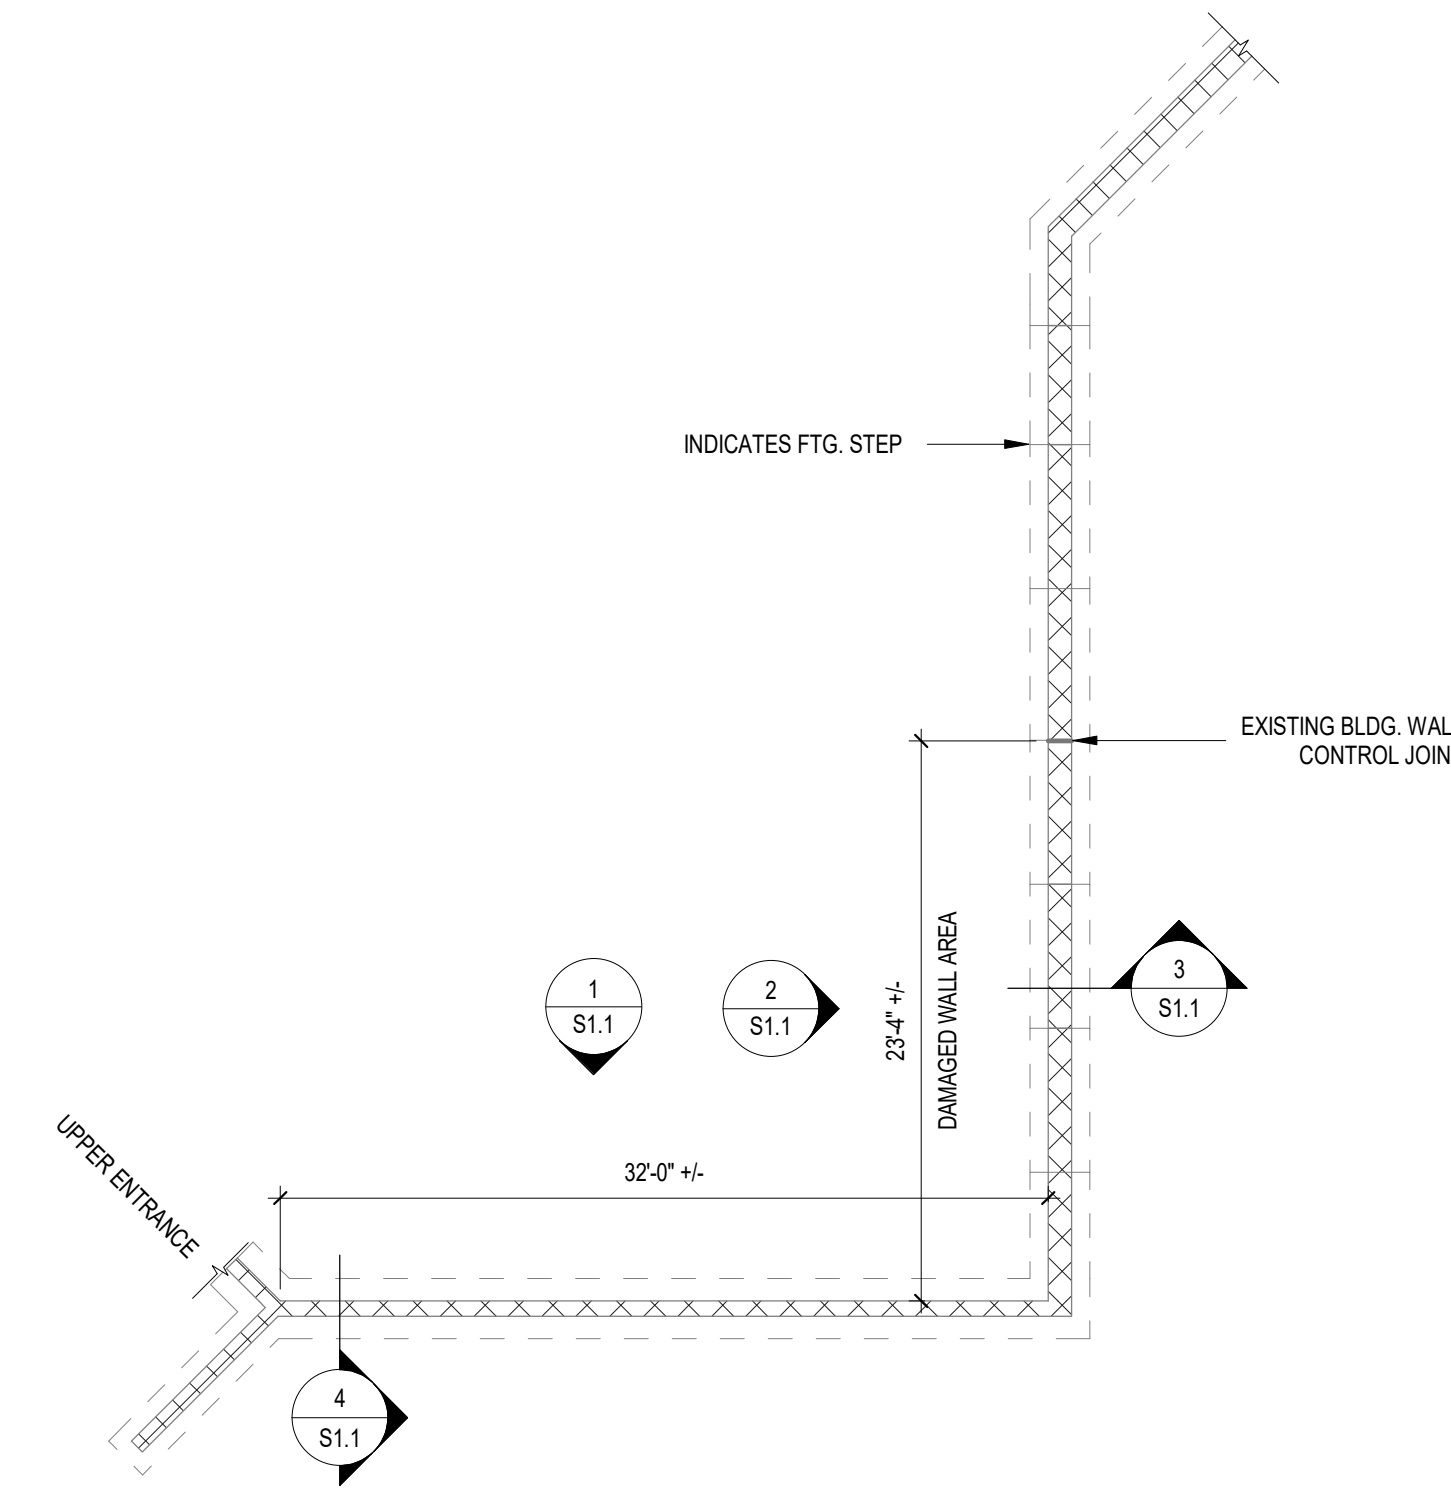 INDICATES FTG. STEP
EXISTING BLDG. WAL
CONTROL JOIN
DAMAGED WALL AREA
23'-4" +/-
1
S1.1
2
S1.1
3
S1.1
32'-0" +/-
UPPER ENTRANCE
4
S1.1